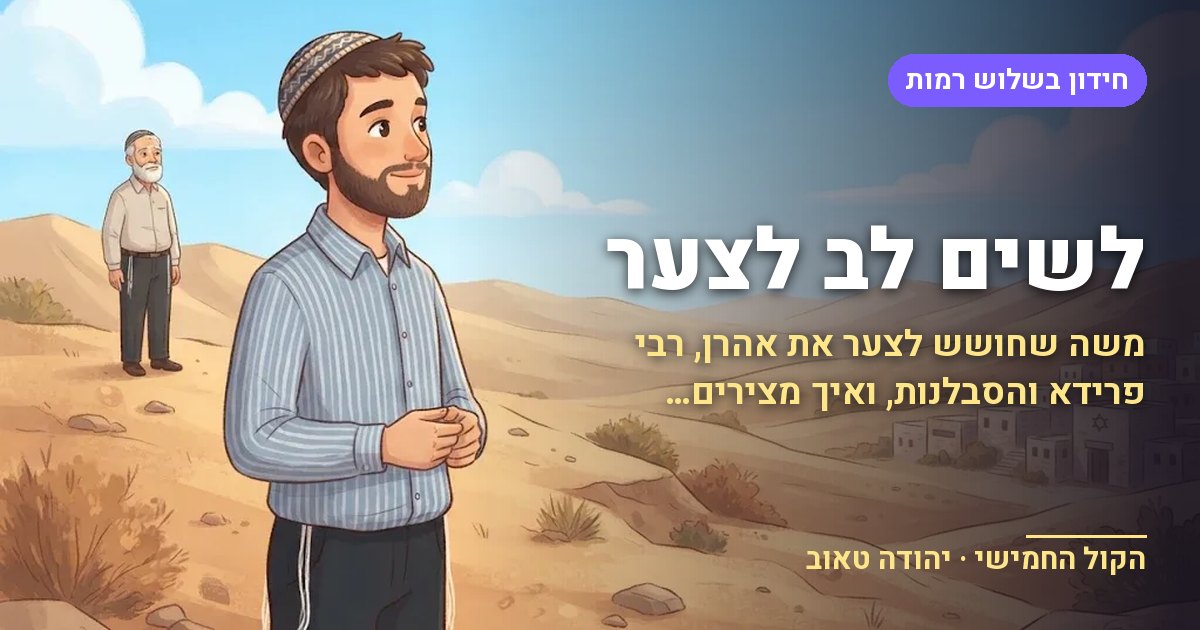 חידון בשלוש רמות
לשים לב לצער
משה שחושש לצער את אהרן, רבי
פרידא והסבלנות, ואיך מצירים...
הקול החמישי · יהודה טאוב